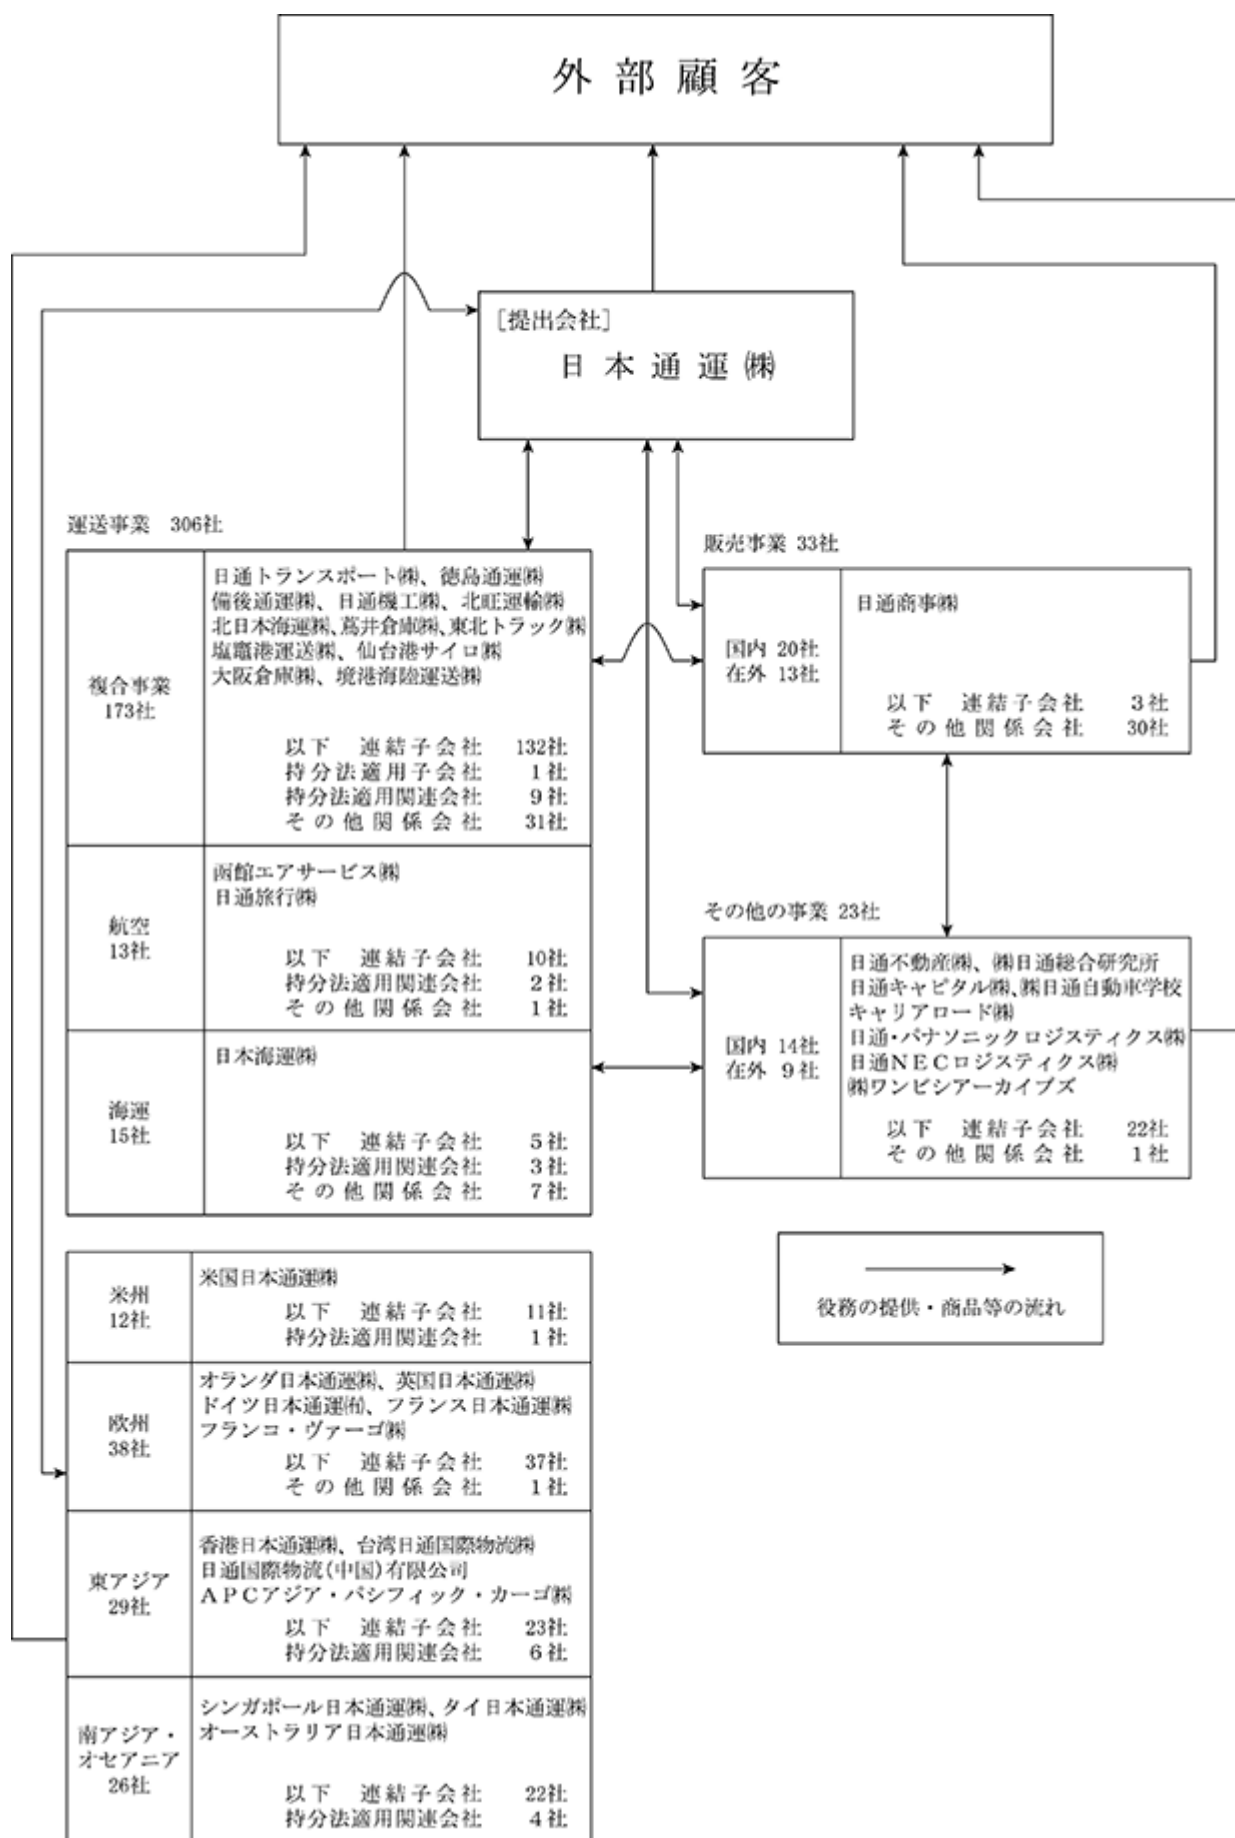 外部顧客
[提出会社]
日本通運㈱
運送事業 306社
複合事業
173社
日通トランスポート㈱、徳島通運㈱
備後通運㈱、日通機工㈱、北旺運輸㈱
北日本海運㈱、蔦井倉庫㈱、東北トラック㈱
塩竈港運送㈱、仙台港サイロ㈱
大阪倉庫㈱、境港海陸運送㈱
以下 連結子会社 132社
持分法適用子会社 1社
持分法適用関連会社 9社
その他関係会社 31社
航空
13社
函館エアサービス㈱
日通旅行㈱
以下 連結子会社 10社
持分法適用関連会社 2社
その他関係会社 1社
海運
15社
日本海運㈱
以下 連結子会社 5社
持分法適用関連会社 3社
その他関係会社 7社
米州
12社
米国日本通運㈱
以下 連結子会社 11社
持分法適用関連会社 1社
欧州
38社
オランダ日本通運㈱、英国日本通運㈱
ドイツ日本通運㈲、フランス日本通運㈱
フランコ・ヴァーゴ㈱
以下 連結子会社 37社
その他関係会社 1社
東アジア
29社
香港日本通運㈱、台湾日通国際物流㈱
日通国際物流(中国)有限公司
APCアジア・パシフィック・カーゴ㈱
以下 連結子会社 23社
持分法適用関連会社 6社
南アジア・
オセアニア
26社
シンガポール日本通運㈱、タイ日本通運㈱
オーストラリア日本通運㈱
以下 連結子会社 22社
持分法適用関連会社 4社
販売事業 33社
国内 20社
在外 13社
日通商事㈱
以下 連結子会社 3社
その他関係会社 30社
その他の事業 23社
国内 14社
在外 9社
日通不動産㈱、㈱日通総合研究所
日通キャピタル㈱、㈱日通自動車学校
キャリアロード㈱
日通・パナソニックロジスティクス㈱
日通NECロジスティクス㈱
㈱ワンビシアーカイブズ
以下 連結子会社 22社
その他関係会社 1社
役務の提供・商品等の流れ